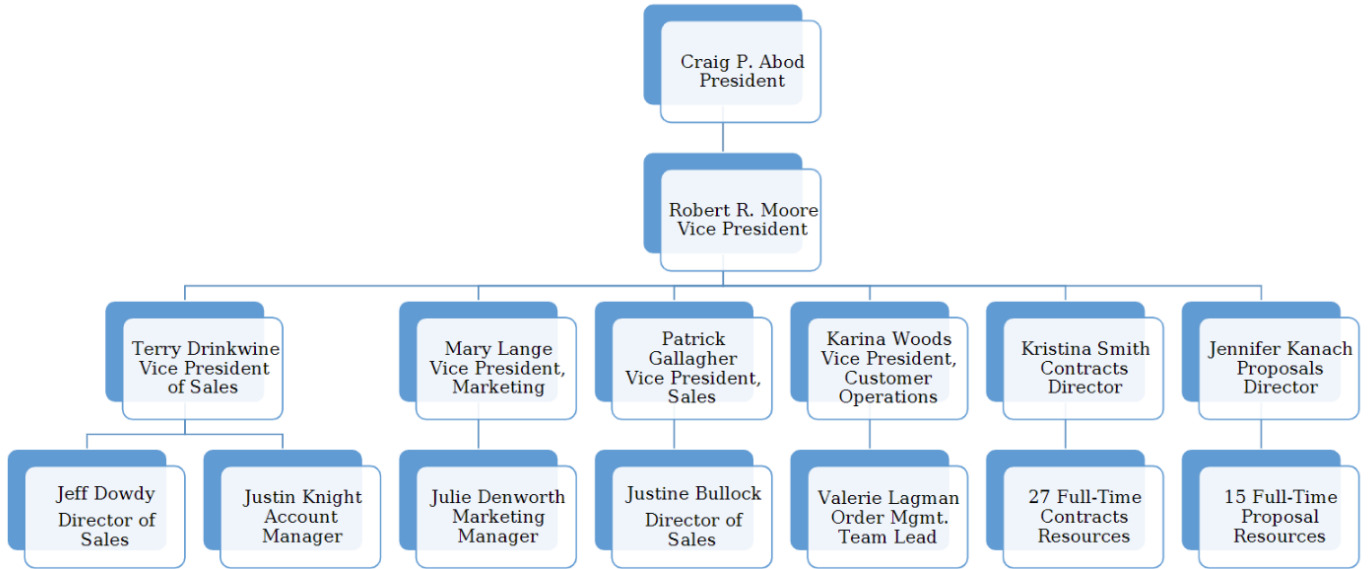 Craig P. Abod
President
Robert R. Moore
Vice President
Terry Drinkwine
Vice President
of Sales
Mary Lange
Vice President,
Marketing
Patrick
Gallagher
Vice President,
Sales
Karina Woods
Vice President,
Customer
Operations
Kristina Smith
Contracts
Director
Jennifer Kanach
Proposals
Director
Jeff Dowdy
Director of
Sales
Justin Knight
Account
Manager
Julie Denworth
Marketing
Manager
Justine Bullock
Director of
Sales
Valerie Lagman
Order Mgmt.
Team Lead
27 Full-Time
Contracts
Resources
15 Full-Time
Proposal
Resources